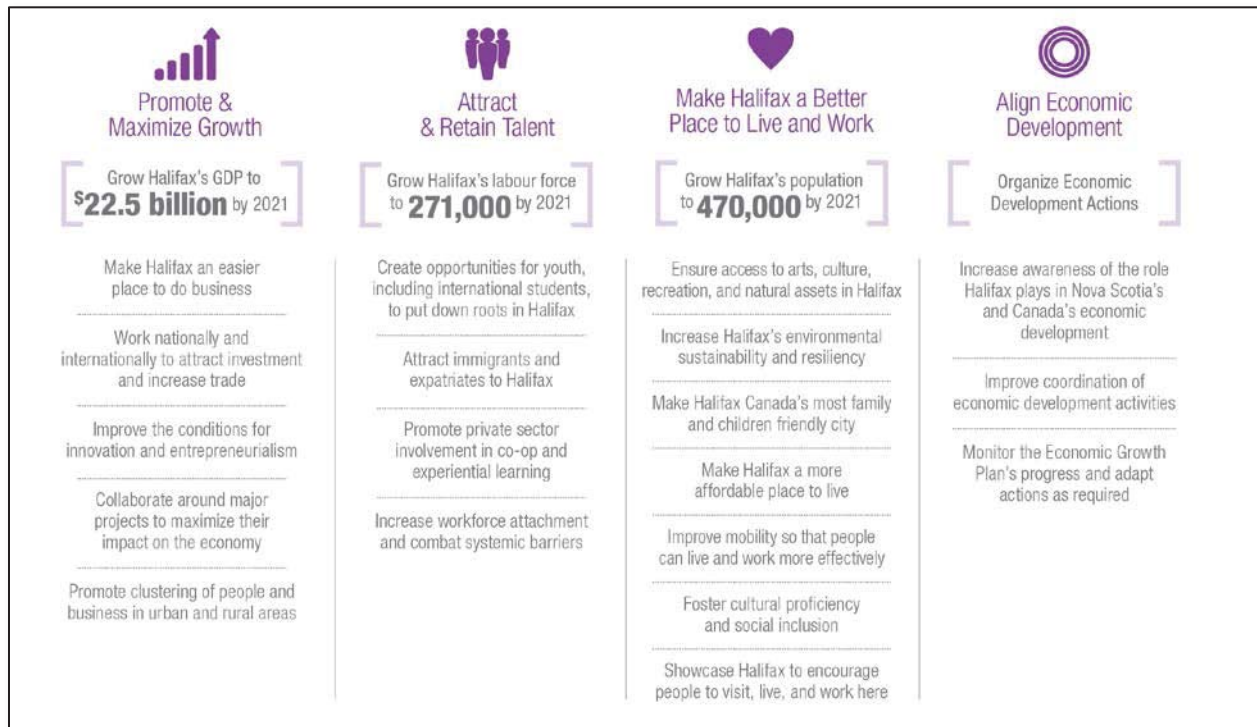 Promote &
Maximize Growth
Grow Halifax's GDP to
$22.5 billion by 2021
Make Halifax an easier
place to do business
Work nationally and
internationally to attract investment
and increase trade
Improve the conditions for
innovation and entrepreneurialism
Collaborate around major
projects to maximize their
impact on the economy
Promote clustering of people and
business in urban and rural areas
Attract
& Retain Talent
Grow Halifax's labour force
to 271,000 by 2021
Create opportunities for youth,
including international students,
to put down roots in Halifax
Attract immigrants and
expatriates to Halifax
Promote private sector
involvement in co-op and
experiential learning
Increase workforce attachment
and combat systemic barriers
Make Halifax a Better
Place to Live and Work
Grow Halifax's population
to 470,000 by 2021
Ensure access to arts, culture,
recreation, and natural assets in Halifax
Increase Halifax's environmental
sustainability and resiliency
Make Halifax Canada's most family
and children friendly city
Make Halifax a more
affordable place to live
Improve mobility so that people
can live and work more effectively
Foster cultural proficiency
and social inclusion
Showcase Halifax to encourage
people to visit, live, and work here
Align Economic
Development
Organize Economic
Development Actions
Increase awareness of the role
Halifax plays in Nova Scotia's
and Canada's economic
development
Improve coordination of
economic development activities
Monitor the Economic Growth
Plan's progress and adapt
actions as required